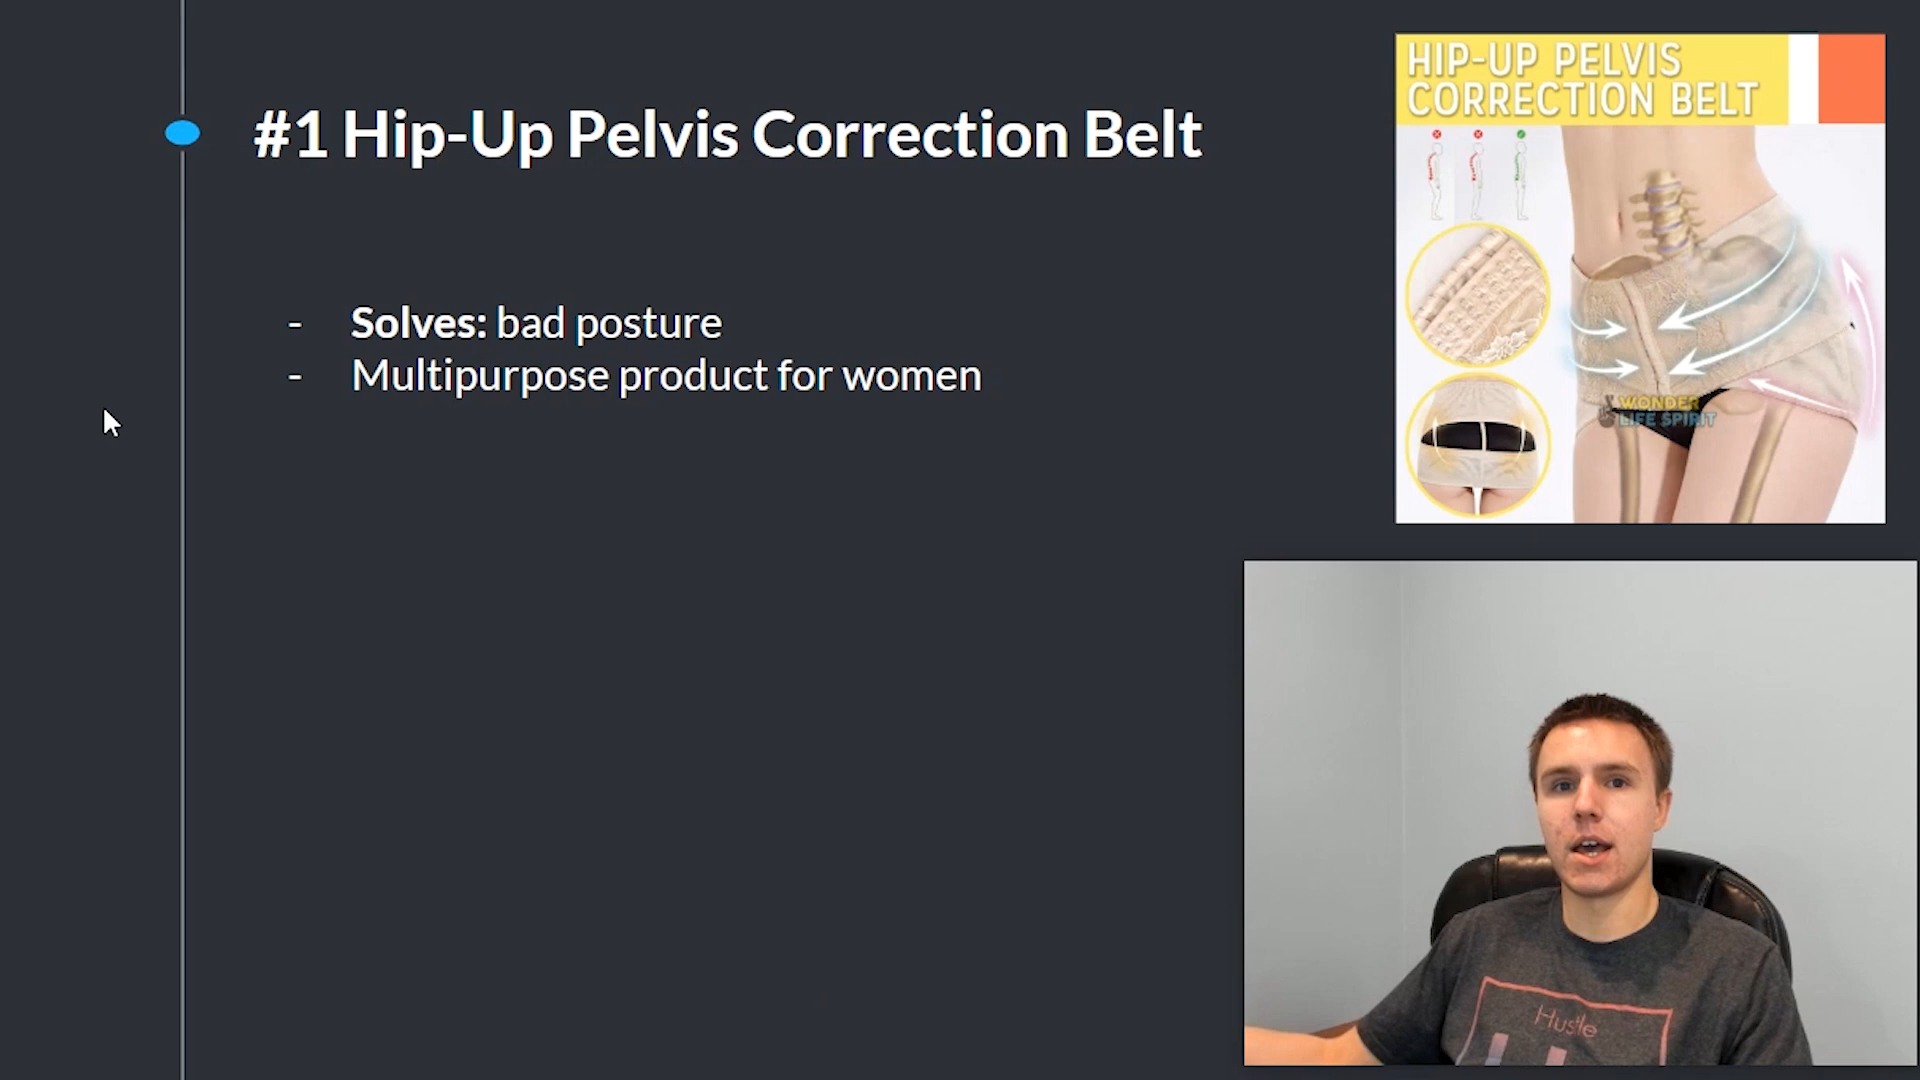 #1 Hip-Up Pelvis Correction Belt
- Solves: bad posture
- Multipurpose product for women
HIP-UP PELVIS
CORRECTION BELT
WONDER
LIFE SPIRIT
Hustle